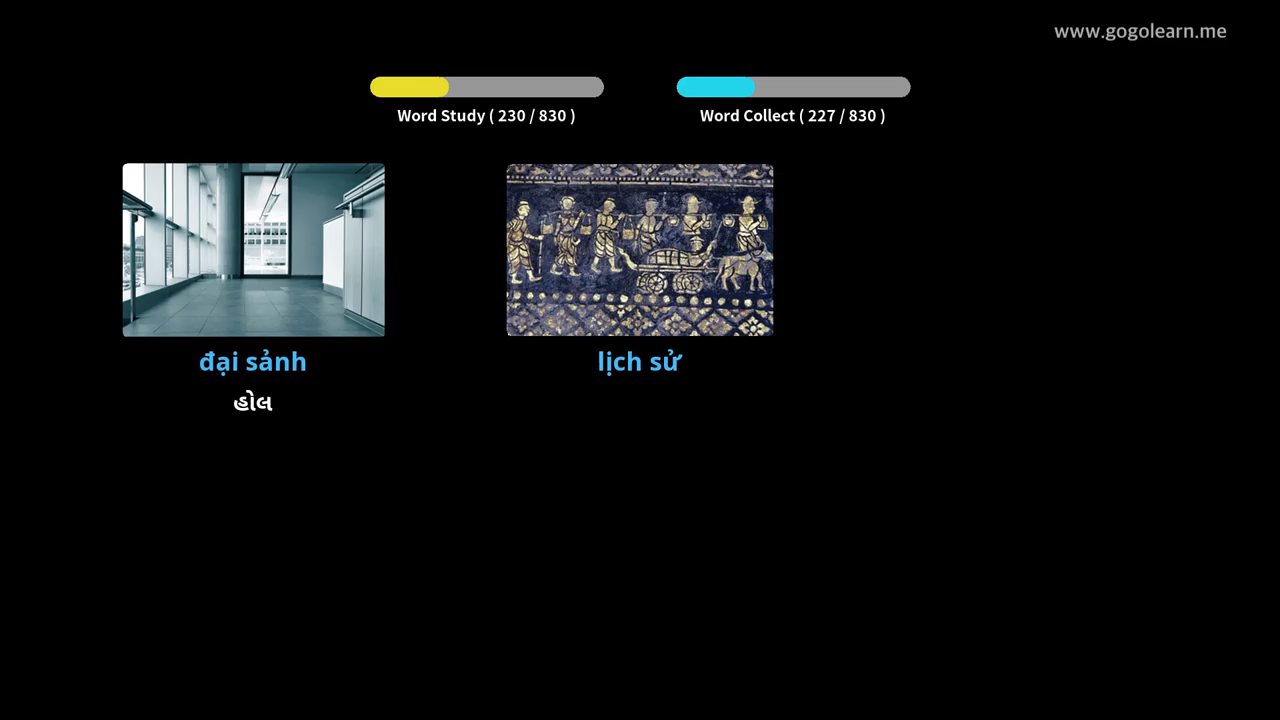 www.gogolearn.me
Word Study ( 230 / 830 )
Word Collect ( 227 / 830 )
đại sảnh
lịch sử
હોલ